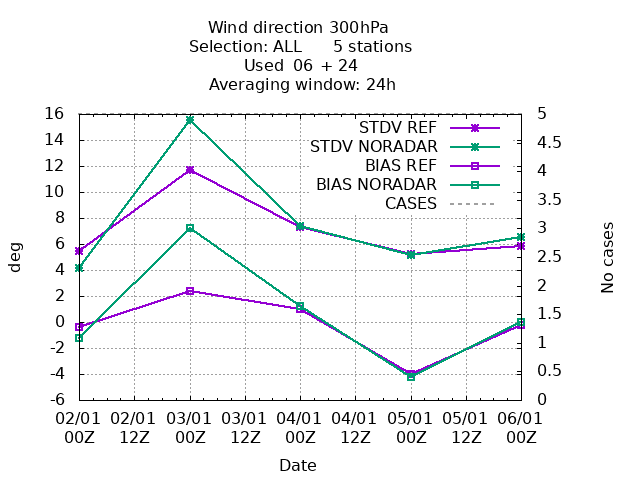 Wind direction 300hPa
Selection: ALL      5 stations
Used  06 + 24
Averaging window: 24h
16
14
12
10
8
6
4
2
0
-2
-4
-6
deg
5
4.5
4
3.5
3
2.5
2
1.5
1
0.5
0
No cases
STDV REF
STDV NORADAR
BIAS REF
BIAS NORADAR
CASES
02/01 02/01 03/01 03/01 04/01 04/01 05/01 05/01 06/01
00Z 12Z 00Z 12Z 00Z 12Z 00Z 12Z 00Z
Date